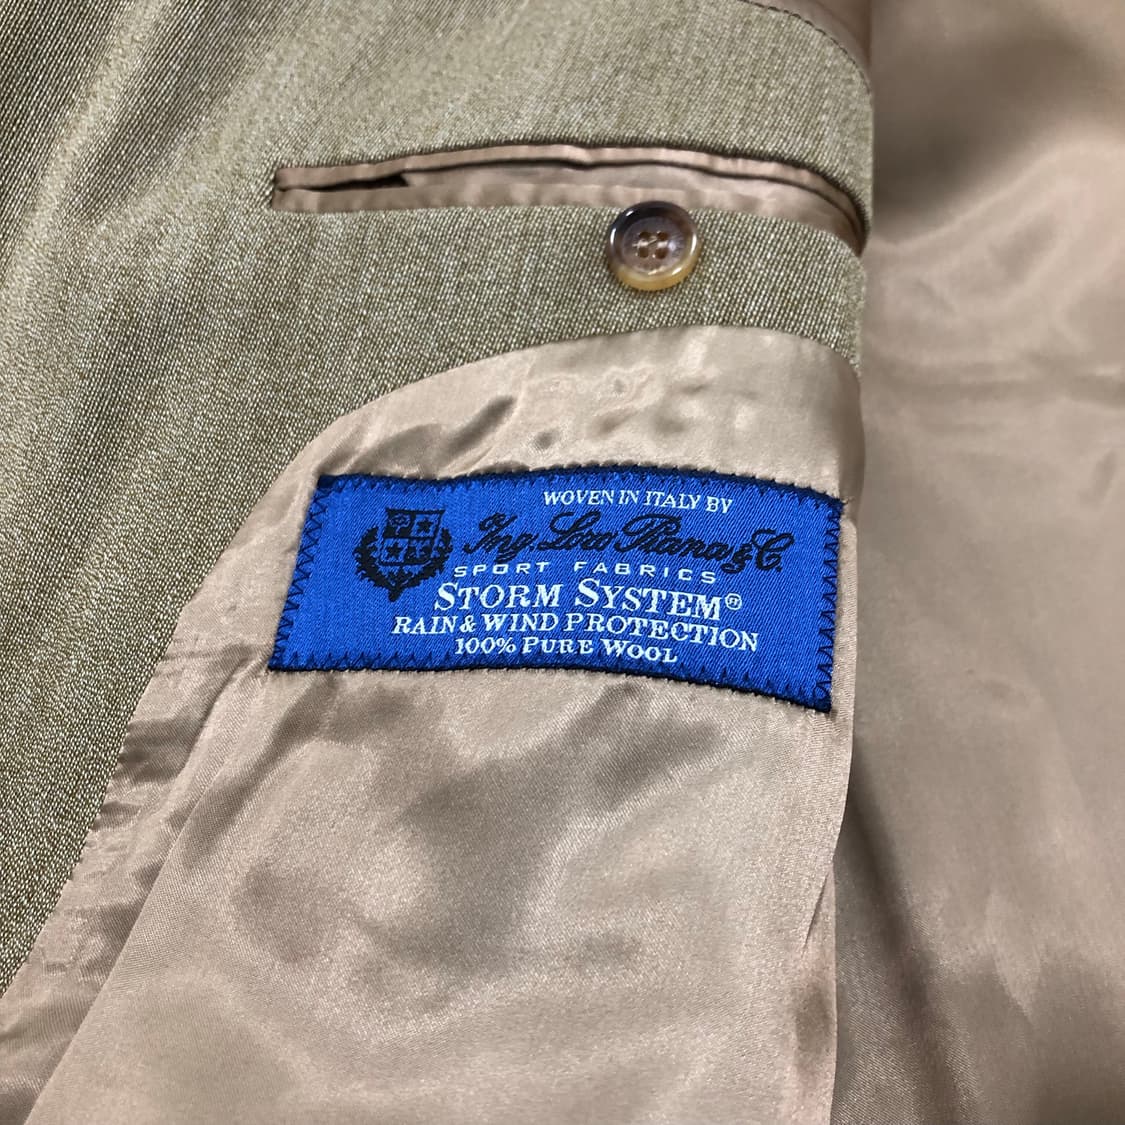 WOVEN IN ITALY BY
Ing. Loro Piana & C.
SPORT FABRICS
STORM SYSTEM®
RAIN & WIND PROTECTION
100% PURE WOOL